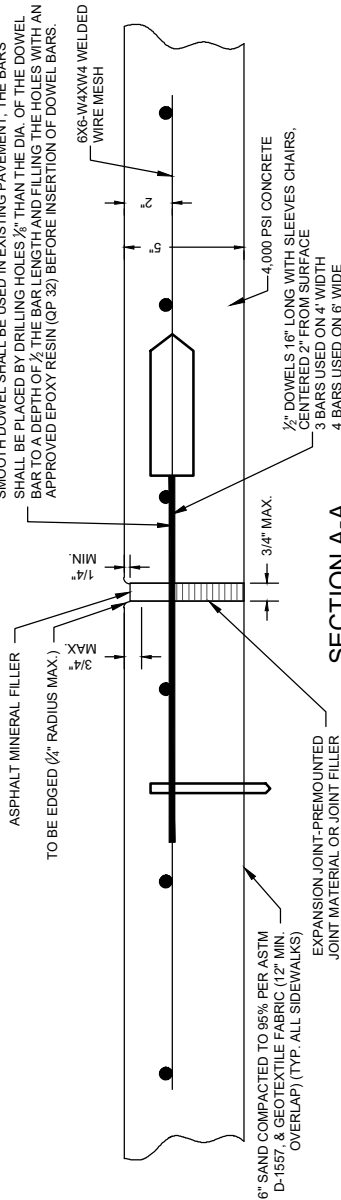 SMOOTH DOWEL SHALL BE USED IN EXISTING PAVEMENT, THE BARS
SHALL BE PLACED BY DRILLING HOLES ⅛" THAN THE DIA. OF THE DOWEL
BAR TO A DEPTH OF ½ THE BAR LENGTH AND FILLING THE HOLES WITH AN
APPROVED EPOXY RESIN (QP 32) BEFORE INSERTION OF DOWEL BARS.
ASPHALT MINERAL FILLER
TO BE EDGED (¼" RADIUS MAX.)
3/4"
MAX.
1/4"
MIN.
6X6-W4XW4 WELDED
WIRE MESH
2"
5"
6" SAND COMPACTED TO 95% PER ASTM
D-1557, & GEOTEXTILE FABRIC (12" MIN.
OVERLAP) (TYP. ALL SIDEWALKS)
EXPANSION JOINT-PREMOUNTED
JOINT MATERIAL OR JOINT FILLER
3/4" MAX.
4,000 PSI CONCRETE
½" DOWELS 16" LONG WITH SLEEVES CHAIRS,
CENTERED 2" FROM SURFACE
3 BARS USED ON 4' WIDTH
4 BARS USED ON 6' WIDE
SECTION A-A